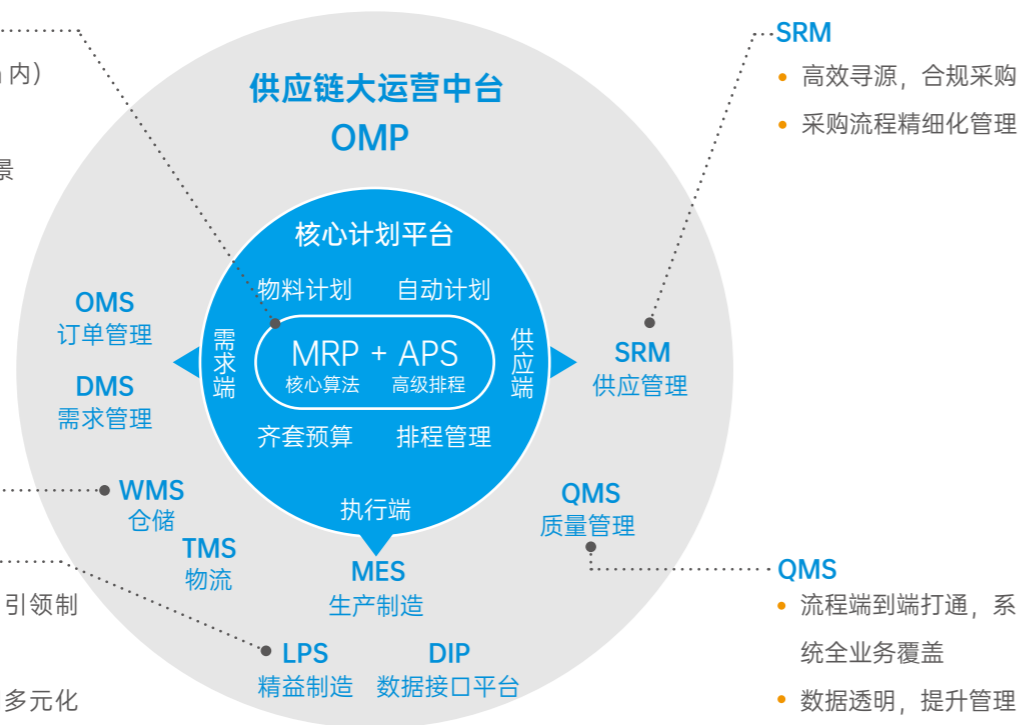 内）
景
供应链大运营中台
OMP
核心计划平台
物料计划 自动计划
需求端
MRP + APS
核心算法 高级排程
供应端
齐套预算 排程管理
执行端
OMS
订单管理
DMS
需求管理
WMS
仓储
TMS
物流
MES
生产制造
LPS
精益制造
DIP
数据接口平台
SRM
供应管理
QMS
质量管理
引领制
多元化
SRM
• 高效寻源，合规采购
• 采购流程精细化管理
QMS
• 流程端到端打通，系
统全业务覆盖
• 数据透明，提升管理